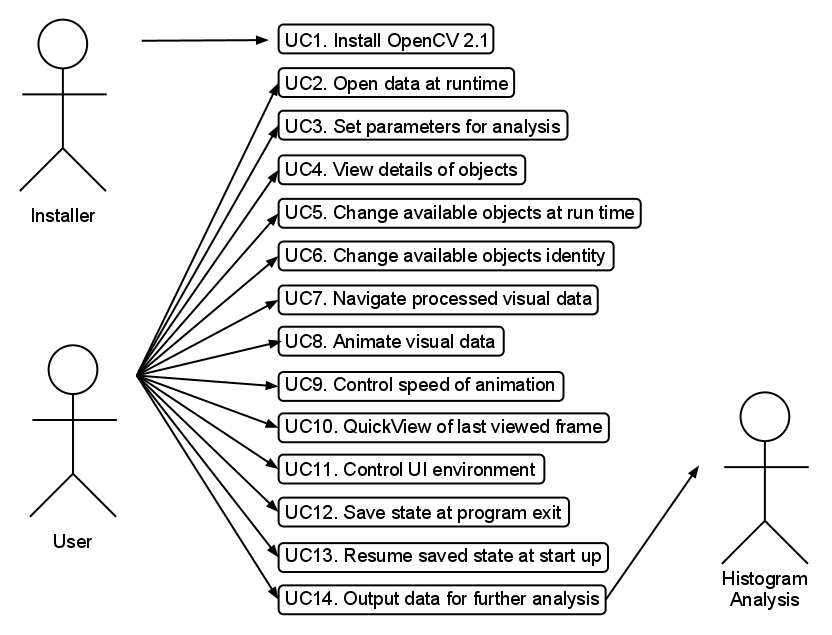 UC1. Install OpenCV 2.1
UC2. Open data at runtime
UC3. Set parameters for analysis
UC4. View details of objects
Installer
UC5. Change available objects at run time
UC6. Change available objects identity
UC7. Navigate processed visual data
UC8. Animate visual data
UC9. Control speed of animation
UC10. QuickView of last viewed frame
UC11. Control UI environment
UC12. Save state at program exit
User
UC13. Resume saved state at start up
UC14. Output data for further analysis
Histogram
Analysis